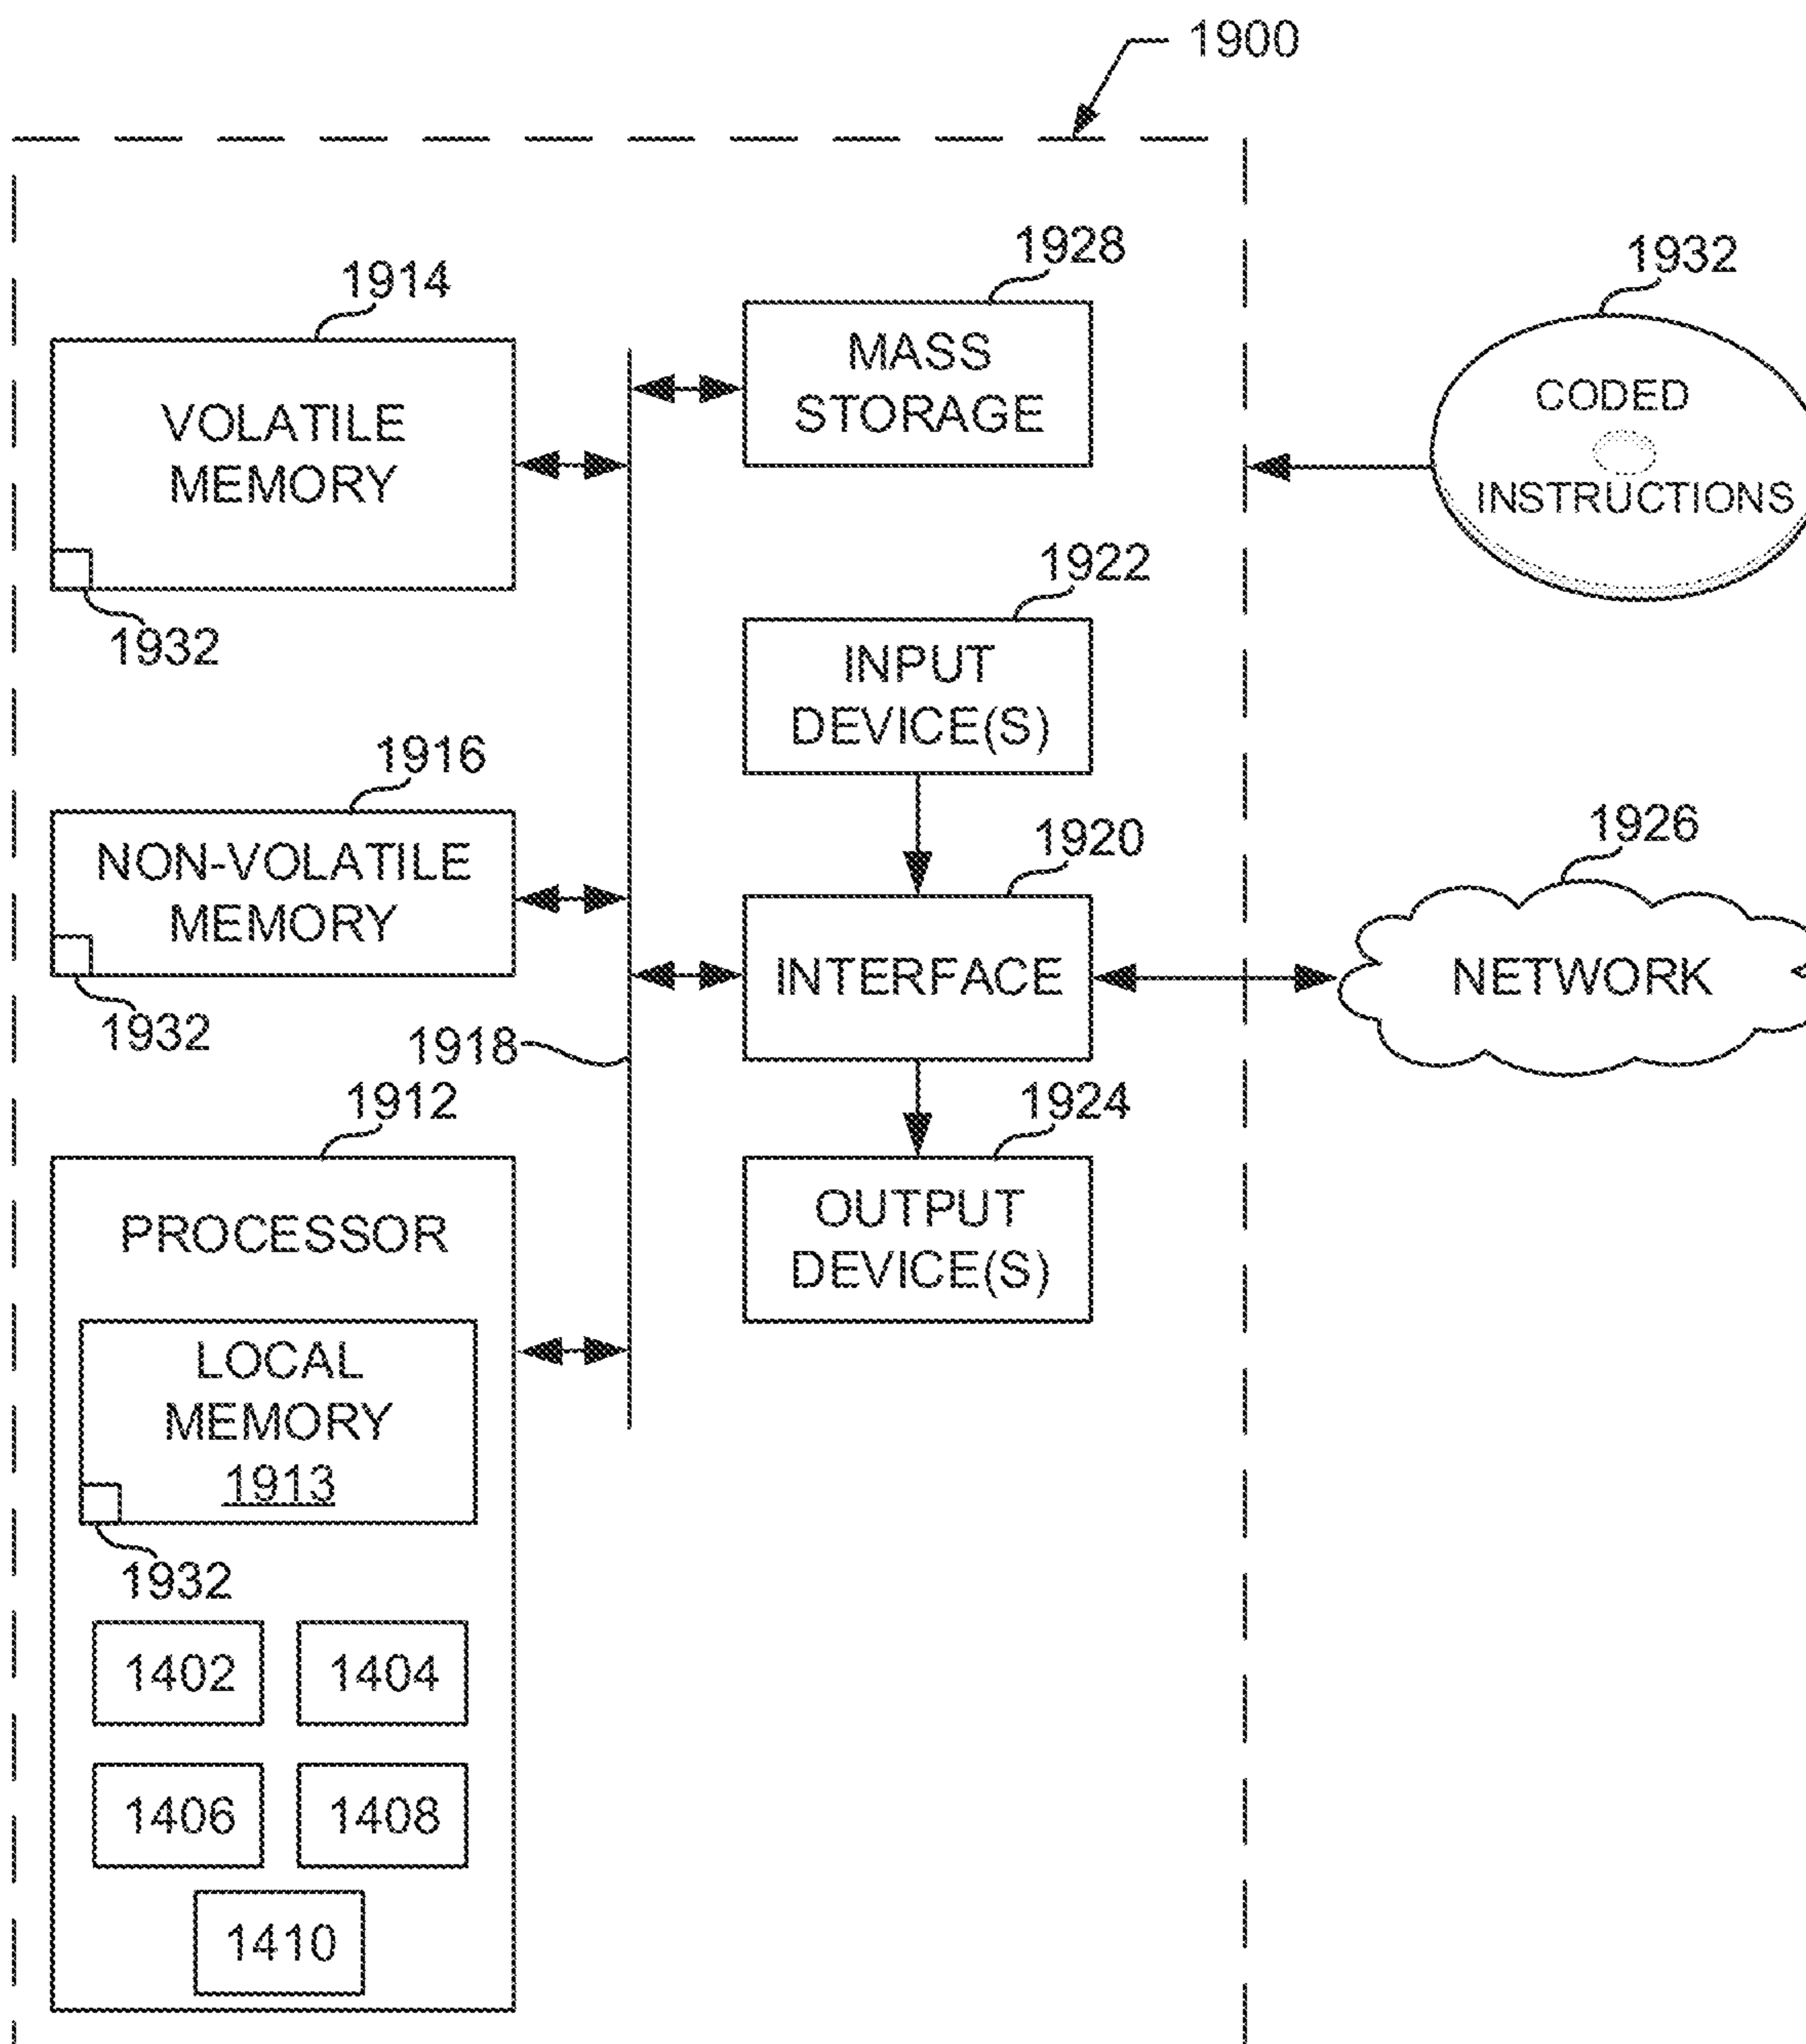 1900
1928
1932
1914
MASS
STORAGE
CODED
INSTRUCTIONS
VOLATILE
MEMORY
1932
1922
INPUT
DEVICE(S)
1916
NON-VOLATILE
MEMORY
1932
1920
INTERFACE
1926
NETWORK
1918
1912
1924
OUTPUT
DEVICE(S)
PROCESSOR
LOCAL
MEMORY
1913
1932
1402
1404
1406
1408
1410